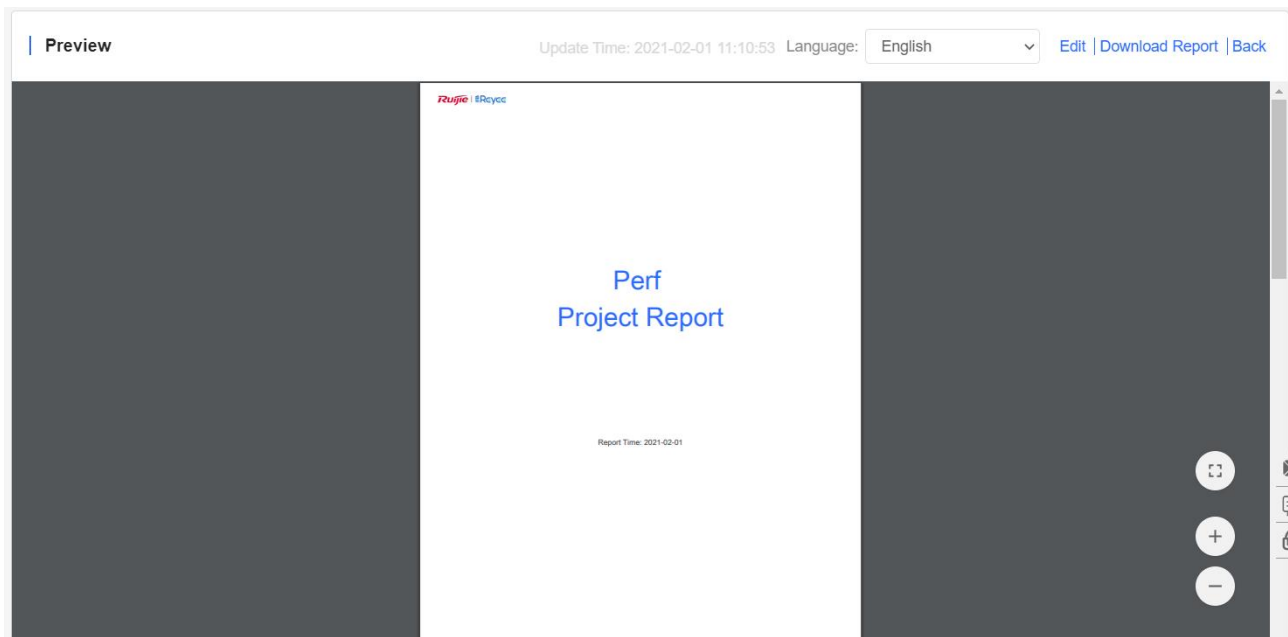 Preview
Update Time: 2021-02-01 11:10:53 Language: English Edit | Download Report | Back
Ruijie | Reyee
Perf
Project Report
Report Time: 2021-02-01